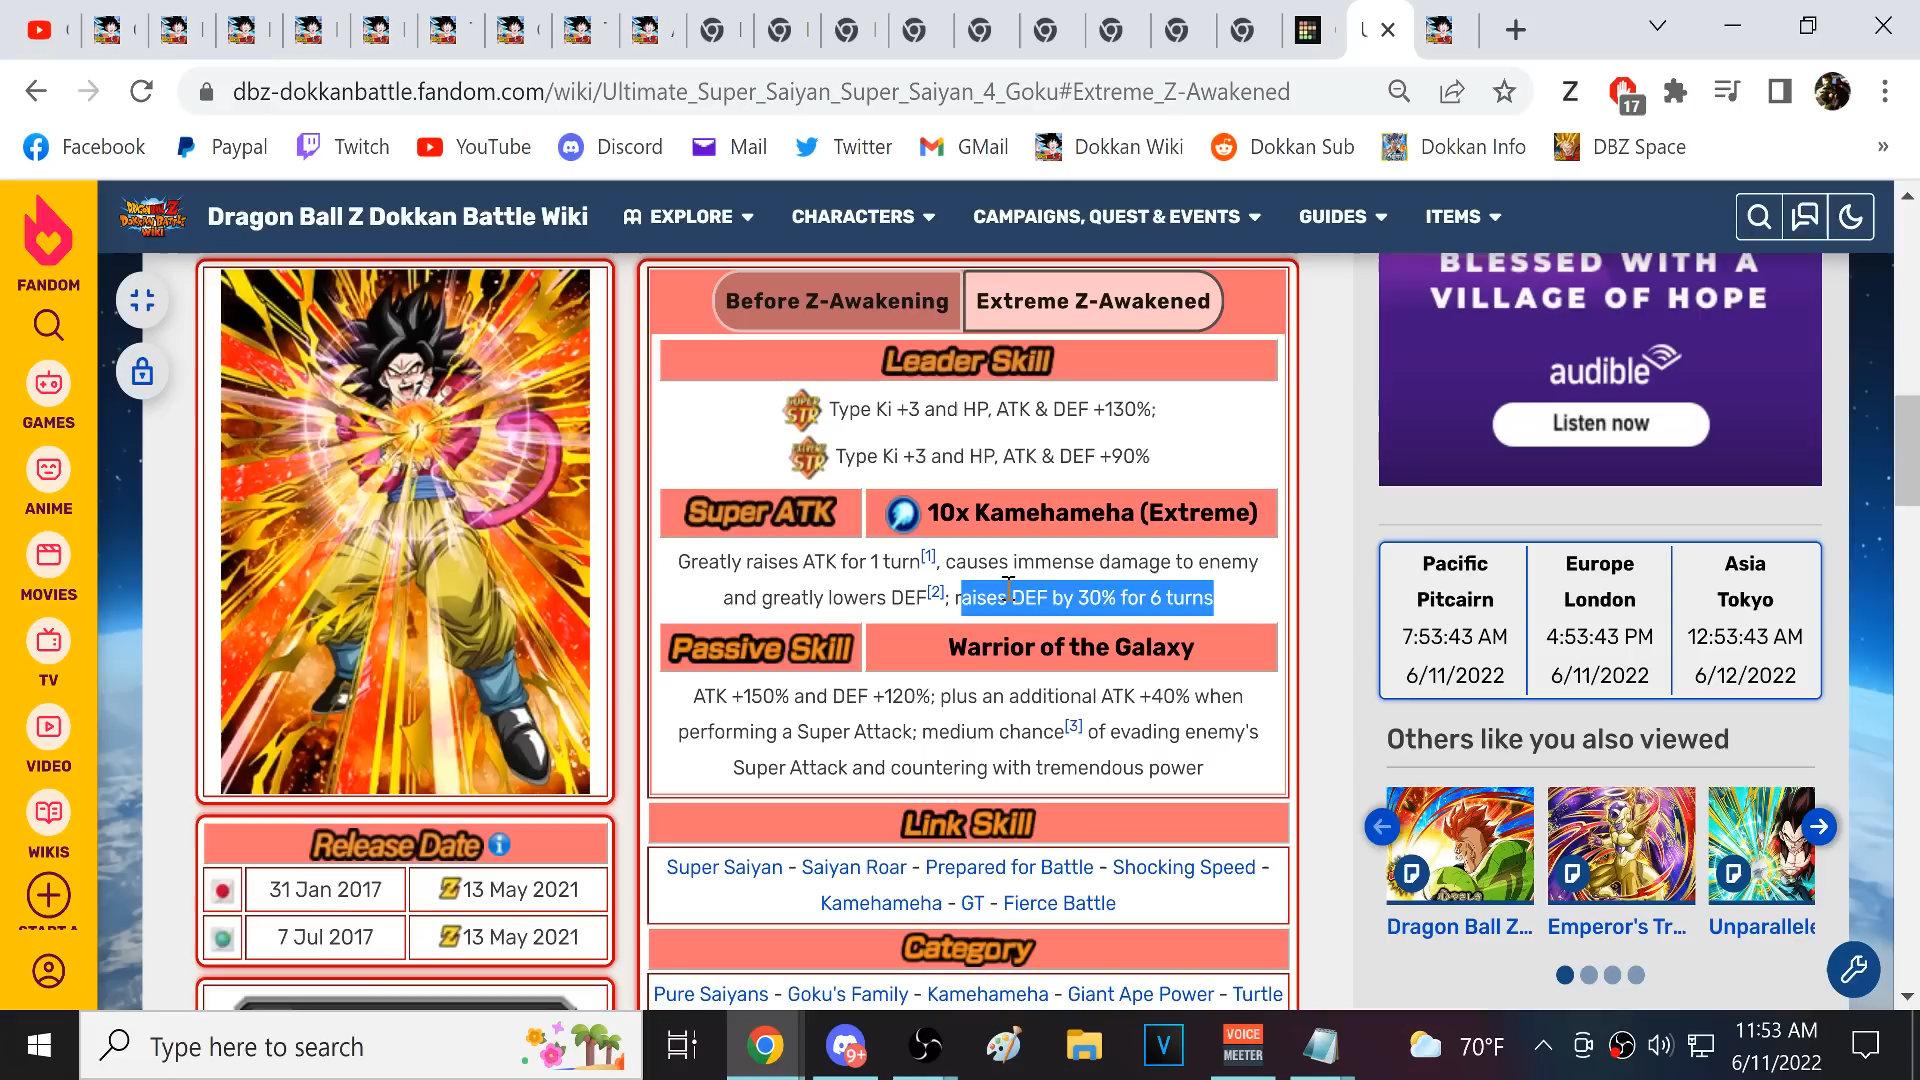 dbz-dokkanbattle.fandom.com/wiki/Ultimate_Super_Saiyan_Super_Saiyan_4_Goku#Extreme_Z-Awakened
17
Facebook Paypal Twitch YouTube Discord Mail Twitter GMail Dokkan Wiki Dokkan Sub Dokkan Info DBZ Space »
Dragon Ball Z Dokkan Battle Wiki EXPLORE CHARACTERS CAMPAIGNS, QUEST & EVENTS GUIDES ITEMS
FANDOM
GAMES
ANIME
MOVIES
TV
VIDEO
WIKIS
START A
Before Z-Awakening Extreme Z-Awakened
Leader Skill
SUPER STR Type Ki +3 and HP, ATK & DEF +130%;
STR Type Ki +3 and HP, ATK & DEF +90%
Super ATK 10x Kamehameha (Extreme)
Greatly raises ATK for 1 turn[1], causes immense damage to enemy
and greatly lowers DEF[2]; raises DEF by 30% for 6 turns
Passive Skill Warrior of the Galaxy
ATK +150% and DEF +120%; plus an additional ATK +40% when
performing a Super Attack; medium chance[3] of evading enemy's
Super Attack and countering with tremendous power
Link Skill
Super Saiyan - Saiyan Roar - Prepared for Battle - Shocking Speed -
Kamehameha - GT - Fierce Battle
Category
Pure Saiyans - Goku's Family - Kamehameha - Giant Ape Power - Turtle
Release Date
31 Jan 2017 Z 13 May 2021
7 Jul 2017 Z 13 May 2021
BLESSED WITH A
VILLAGE OF HOPE
audible
Listen now
Pacific Europe Asia
Pitcairn London Tokyo
7:53:43 AM 4:53:43 PM 12:53:43 AM
6/11/2022 6/11/2022 6/12/2022
Others like you also viewed
Dragon Ball Z... Emperor's Tr... Unparallele
Type here to search
9+
V
VOICE
MEETER
70°F
11:53 AM
6/11/2022